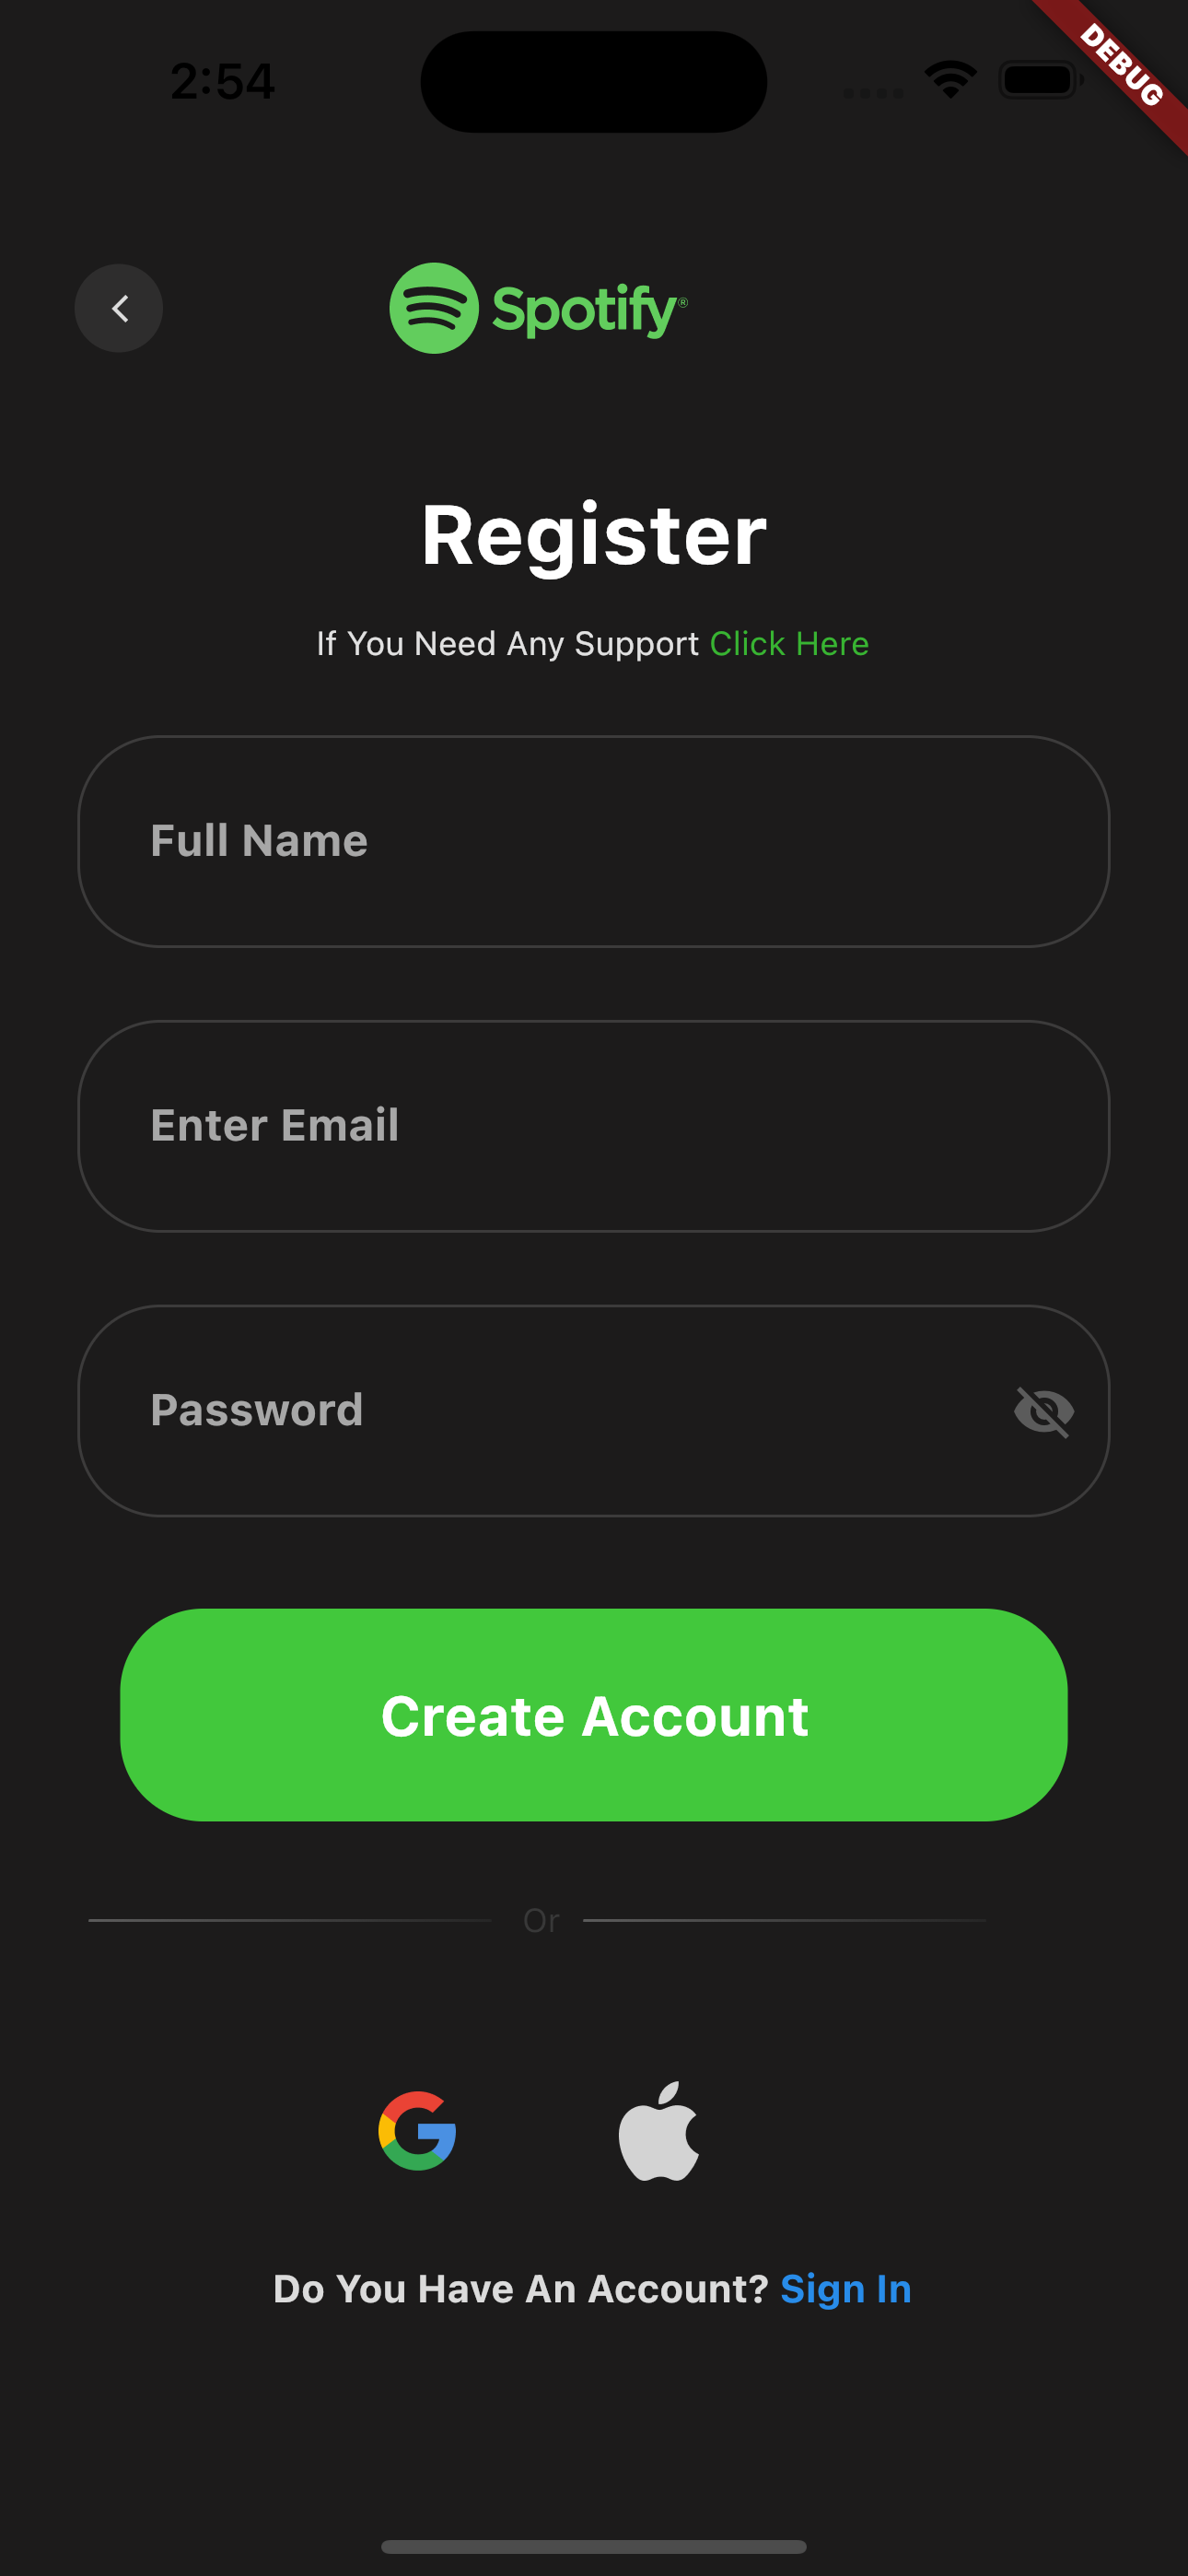 2:54
DEBUG
Spotify®
Register
If You Need Any Support Click Here
Full Name
Enter Email
Password
Create Account
Or
Do You Have An Account? Sign In